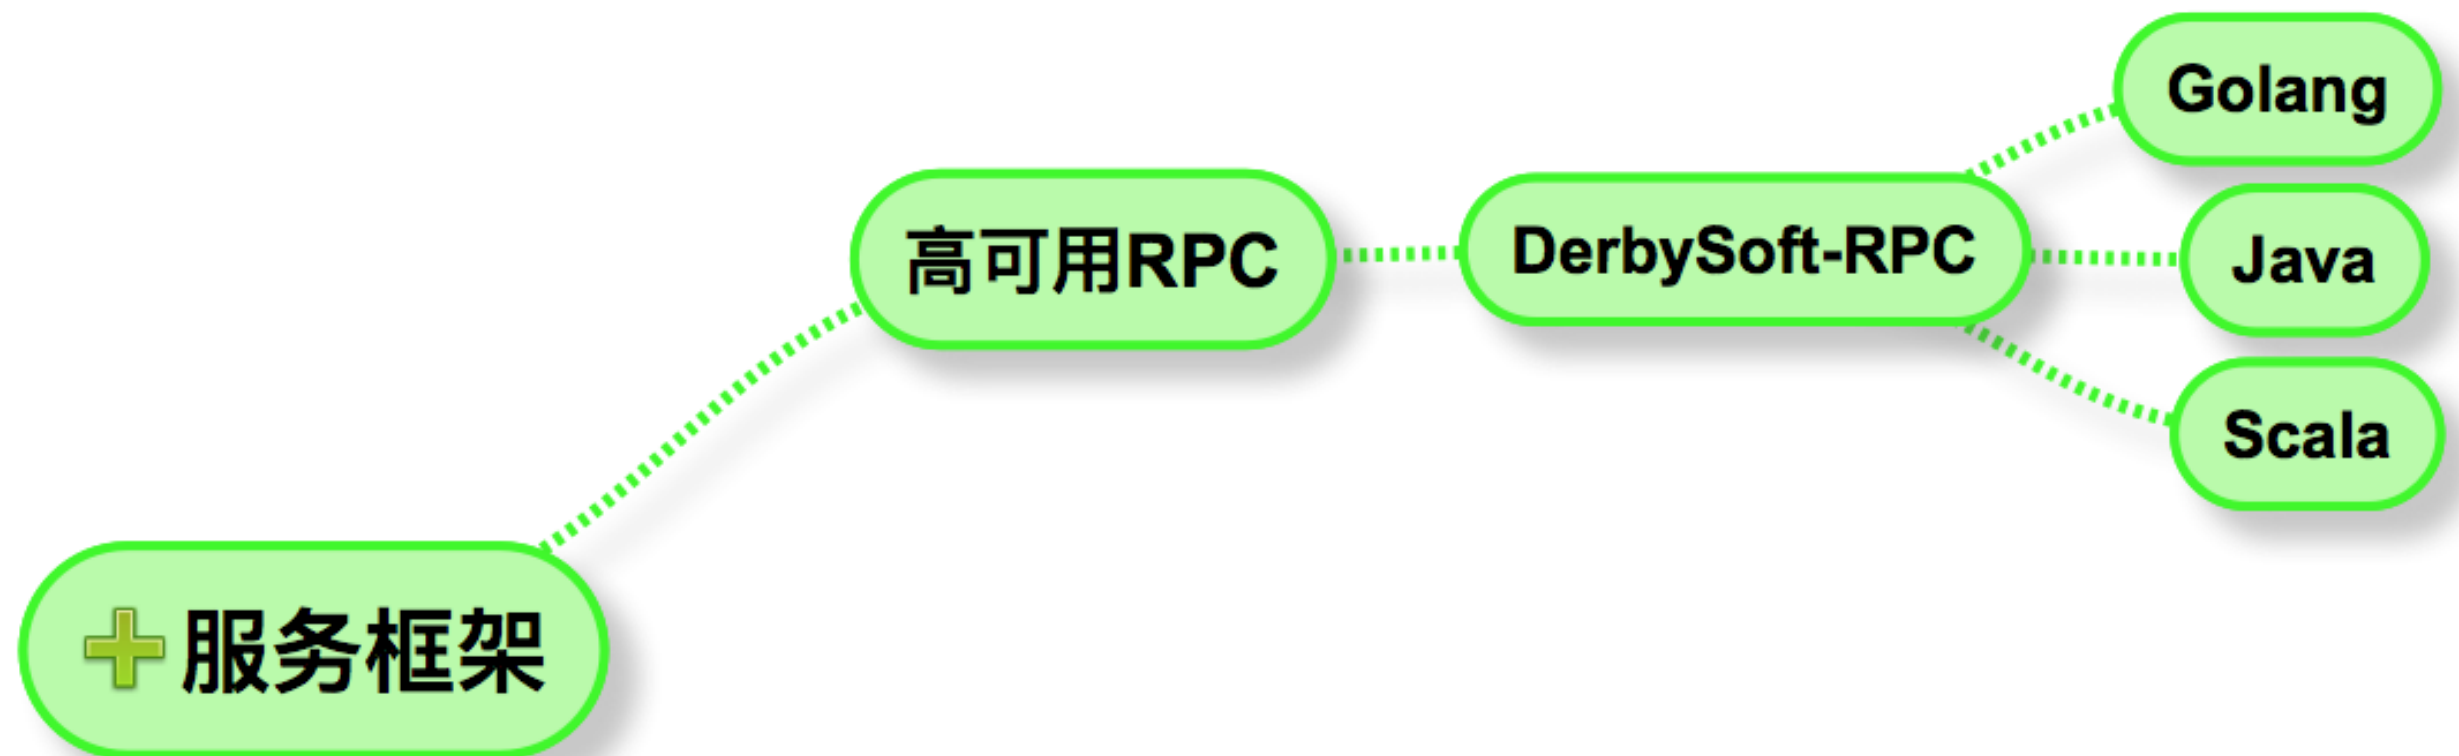 Golang
高可用RPC
DerbySoft-RPC
Java
Scala
服务框架